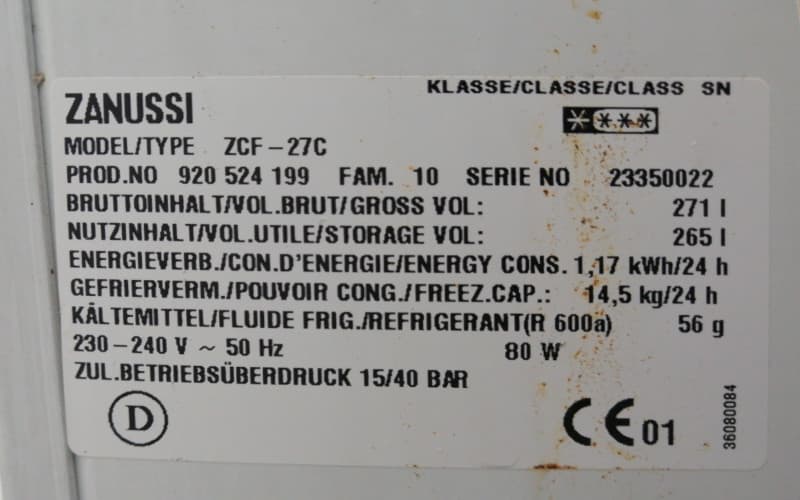 KLASSE/CLASSE/CLASS SN
ZANUSSI
MODEL/TYPE ZCF-27C
PROD.NO 920 524 199 FAM. 10 SERIE NO 23350022
BRUTTOINHALT/VOL.BRUT/GROSS VOL: 271 l
NUTZINHALT/VOL.UTILE/STORAGE VOL: 265 l
ENERGIEVERB./CON.D'ENERGIE/ENERGY CONS. 1,17 kWh/24 h
GEFRIERVERM./POUVOIR CONG./FREEZ.CAP.: 14,5 kg/24 h
KÄLTEMITTEL/FLUIDE FRIG./REFRIGERANT(R 600a) 56 g
230-240 V ~ 50 Hz 80 W
ZUL.BETRIEBSÜBERDRUCK 15/40 BAR
D CE 01
36080084